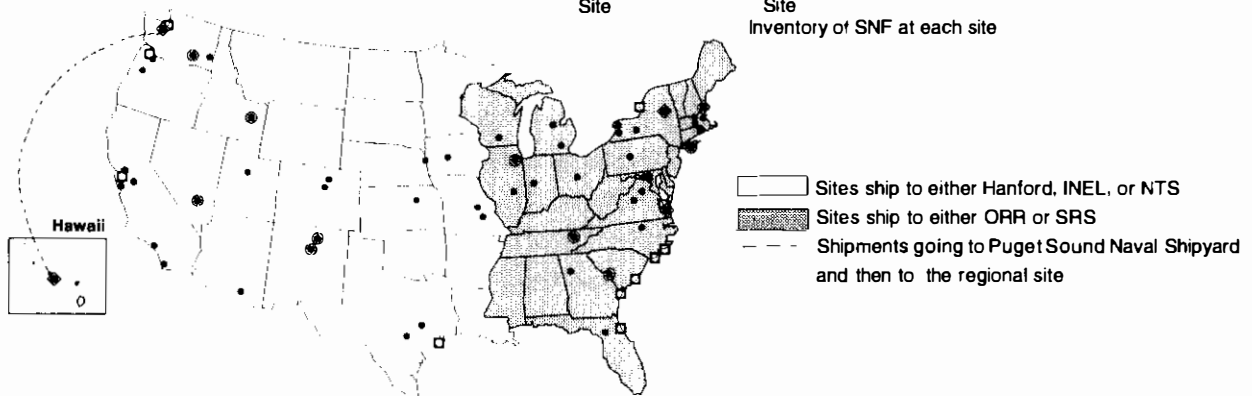 Site Site
Inventory of SNF at each site
Sites ship to either Hanford, INEL, or NTS
Sites ship to either ORR or SRS
Hawaii
Shipments going to Puget Sound Naval Shipyard
and then to the regional site